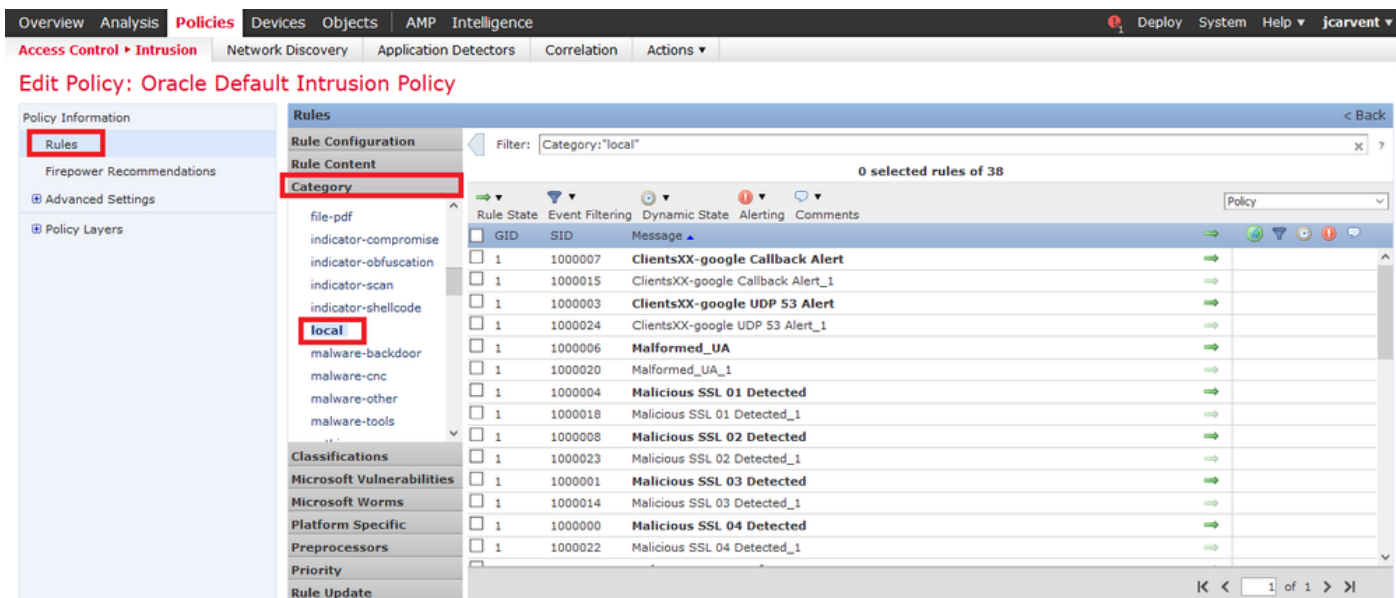 Overview Analysis Policies Devices Objects AMP Intelligence 1 Deploy System Help ▾ jcarvent ▾
Access Control ▸ Intrusion Network Discovery Application Detectors Correlation Actions ▾
Edit Policy: Oracle Default Intrusion Policy
Policy Information
Rules
Firepower Recommendations
Advanced Settings
Policy Layers
Rules < Back
Rule Configuration
Rule Content
Category
file-pdf
indicator-compromise
indicator-obfuscation
indicator-scan
indicator-shellcode
local
malware-backdoor
malware-cnc
malware-other
malware-tools
Classifications
Microsoft Vulnerabilities
Microsoft Worms
Platform Specific
Preprocessors
Priority
Rule Update
Filter: Category:"local" × ?
0 selected rules of 38
Rule State Event Filtering Dynamic State Alerting Comments
Policy
GID SID Message
1 1000007 ClientsXX-google Callback Alert
1 1000015 ClientsXX-google Callback Alert_1
1 1000003 ClientsXX-google UDP 53 Alert
1 1000024 ClientsXX-google UDP 53 Alert_1
1 1000006 Malformed_UA
1 1000020 Malformed_UA_1
1 1000004 Malicious SSL 01 Detected
1 1000018 Malicious SSL 01 Detected_1
1 1000008 Malicious SSL 02 Detected
1 1000023 Malicious SSL 02 Detected_1
1 1000001 Malicious SSL 03 Detected
1 1000014 Malicious SSL 03 Detected_1
1 1000000 Malicious SSL 04 Detected
1 1000022 Malicious SSL 04 Detected_1
1 of 1